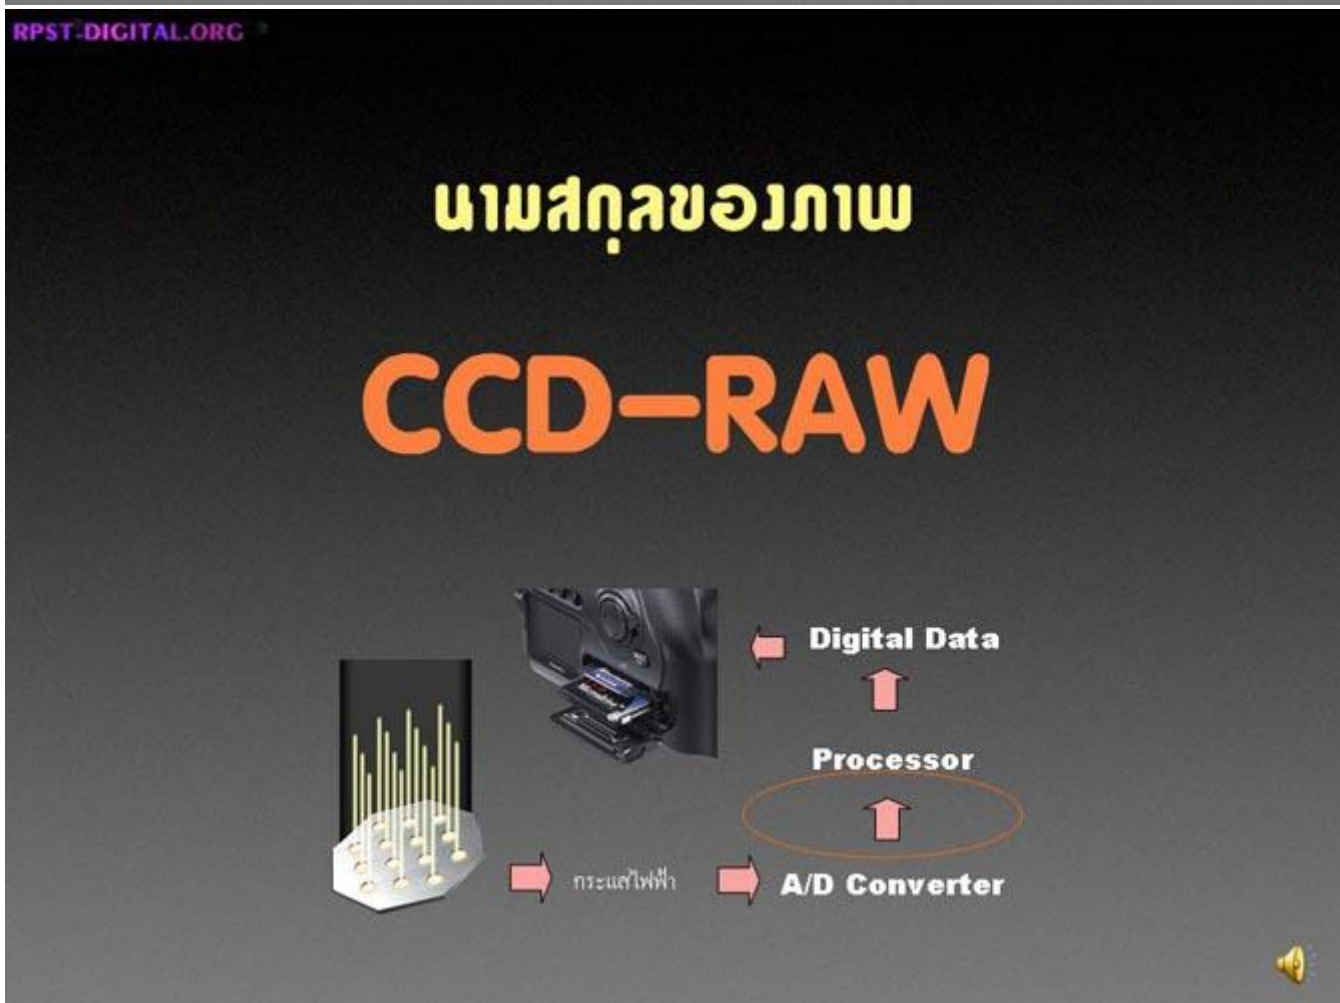 RPST-DIGITAL.ORG
นามสกุลของภาพ
CCD-RAW
Digital Data
Processor
กระแสไฟฟ้า
A/D Converter